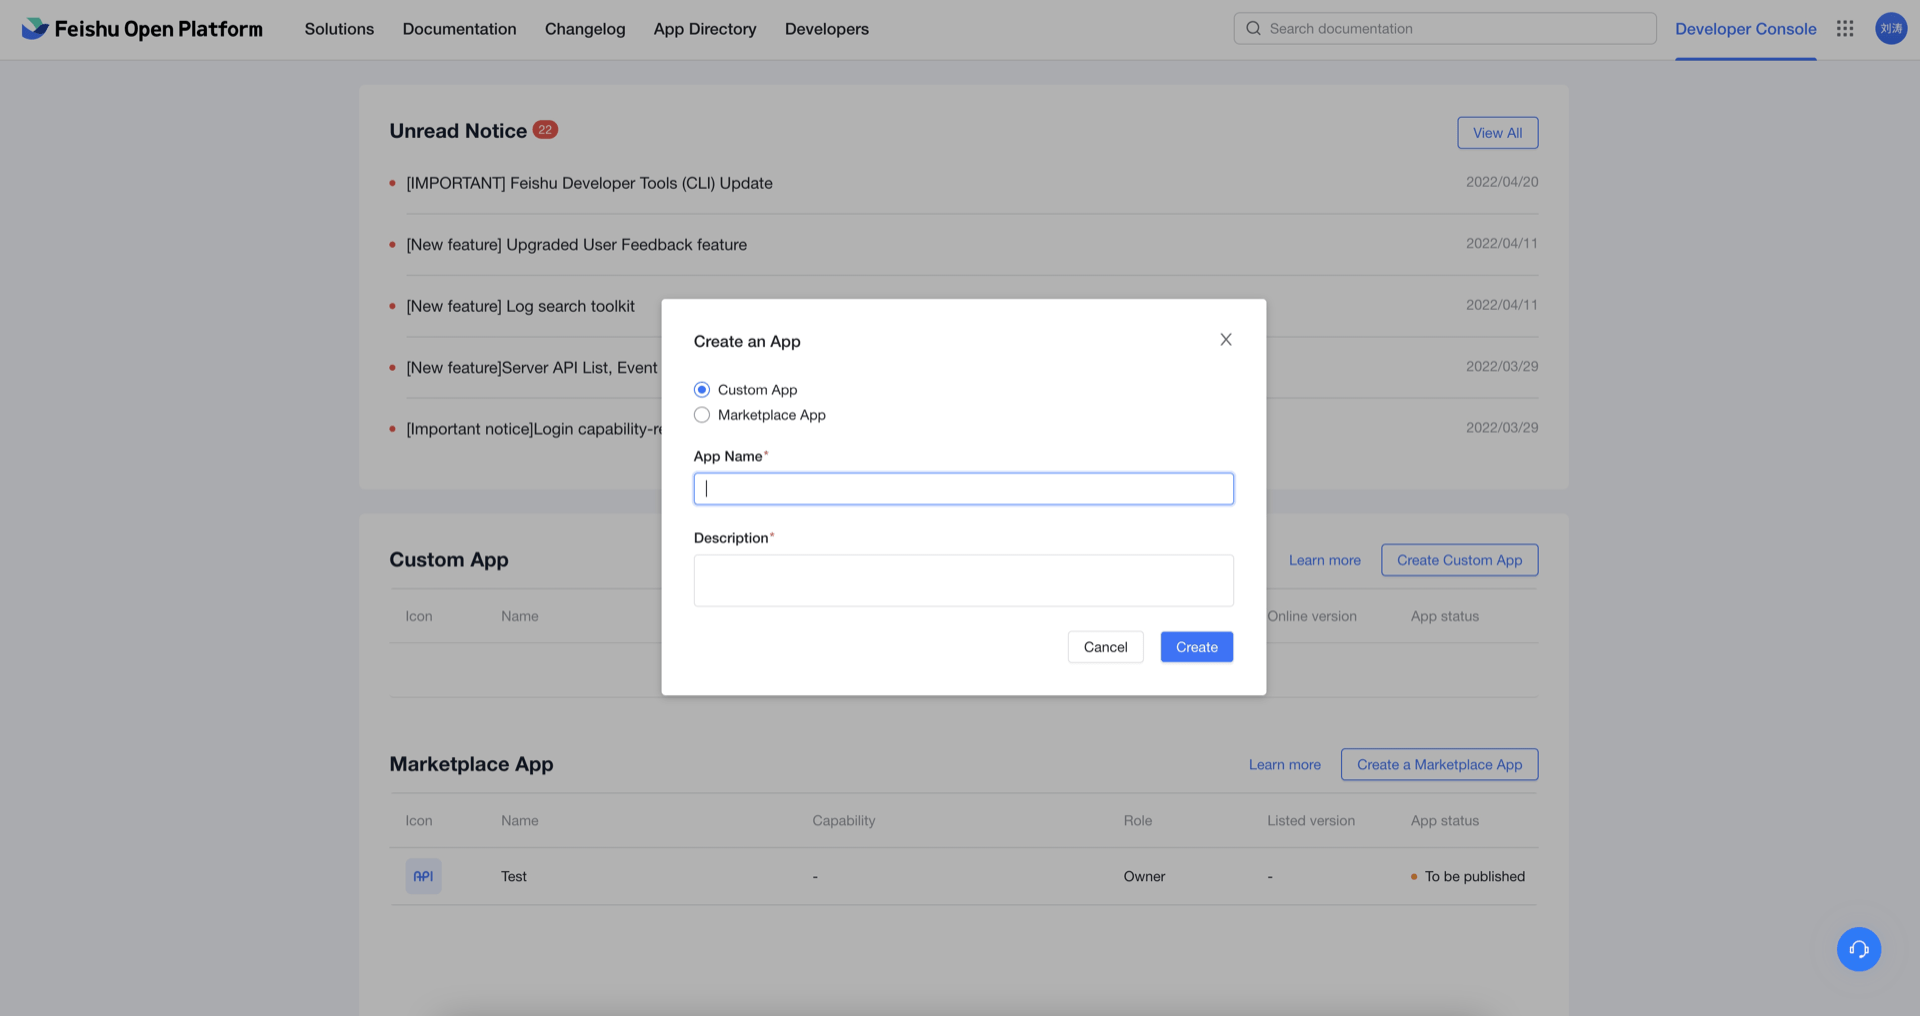 Feishu Open Platform
Solutions
Documentation
Changelog
App Directory
Developers
Search documentation
Developer Console
刘涛
Unread Notice 22
View All
[IMPORTANT] Feishu Developer Tools (CLI) Update
2022/04/20
[New feature] Upgraded User Feedback feature
2022/04/11
[New feature] Log search toolkit
2022/04/11
[New feature]Server API List, Event
2022/03/29
[Important notice]Login capability-re
2022/03/29
Create an App
Custom App
Marketplace App
App Name*
Description*
Cancel
Create
Custom App
Learn more
Create Custom App
Icon
Name
Online version
App status
Marketplace App
Learn more
Create a Marketplace App
Icon
Name
Capability
Role
Listed version
App status
API
Test
-
Owner
-
To be published